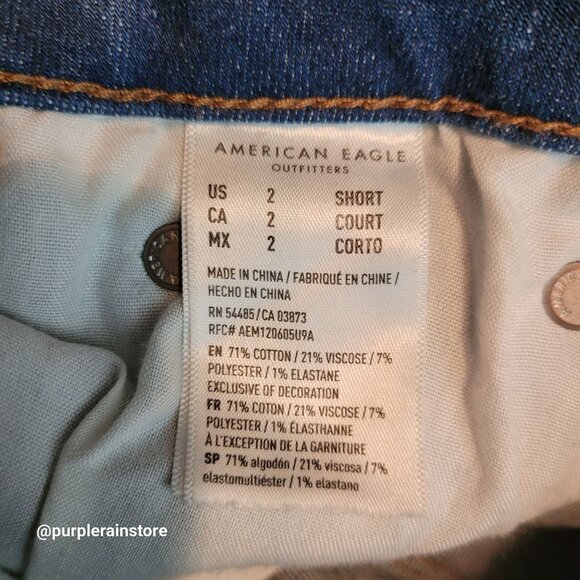 AMERICAN EAGLE
OUTFITTERS
US 2 SHORT
CA 2 COURT
MX 2 CORTO
MADE IN CHINA / FABRIQUÉ EN CHINE /
HECHO EN CHINA
RN 54485/CA 03873
RFC# AEM120605U9A
EN 71% COTTON / 21% VISCOSE / 7%
POLYESTER / 1% ELASTANE
EXCLUSIVE OF DECORATION
FR 71% COTON / 21% VISCOSE / 7%
POLYESTER / 1% ÉLASTHANNE
À L'EXCEPTION DE LA GARNITURE
SP 71% algodón / 21% viscosa / 7%
elastomultiéster / 1% elastano
AMERICAN
@purplerainstore